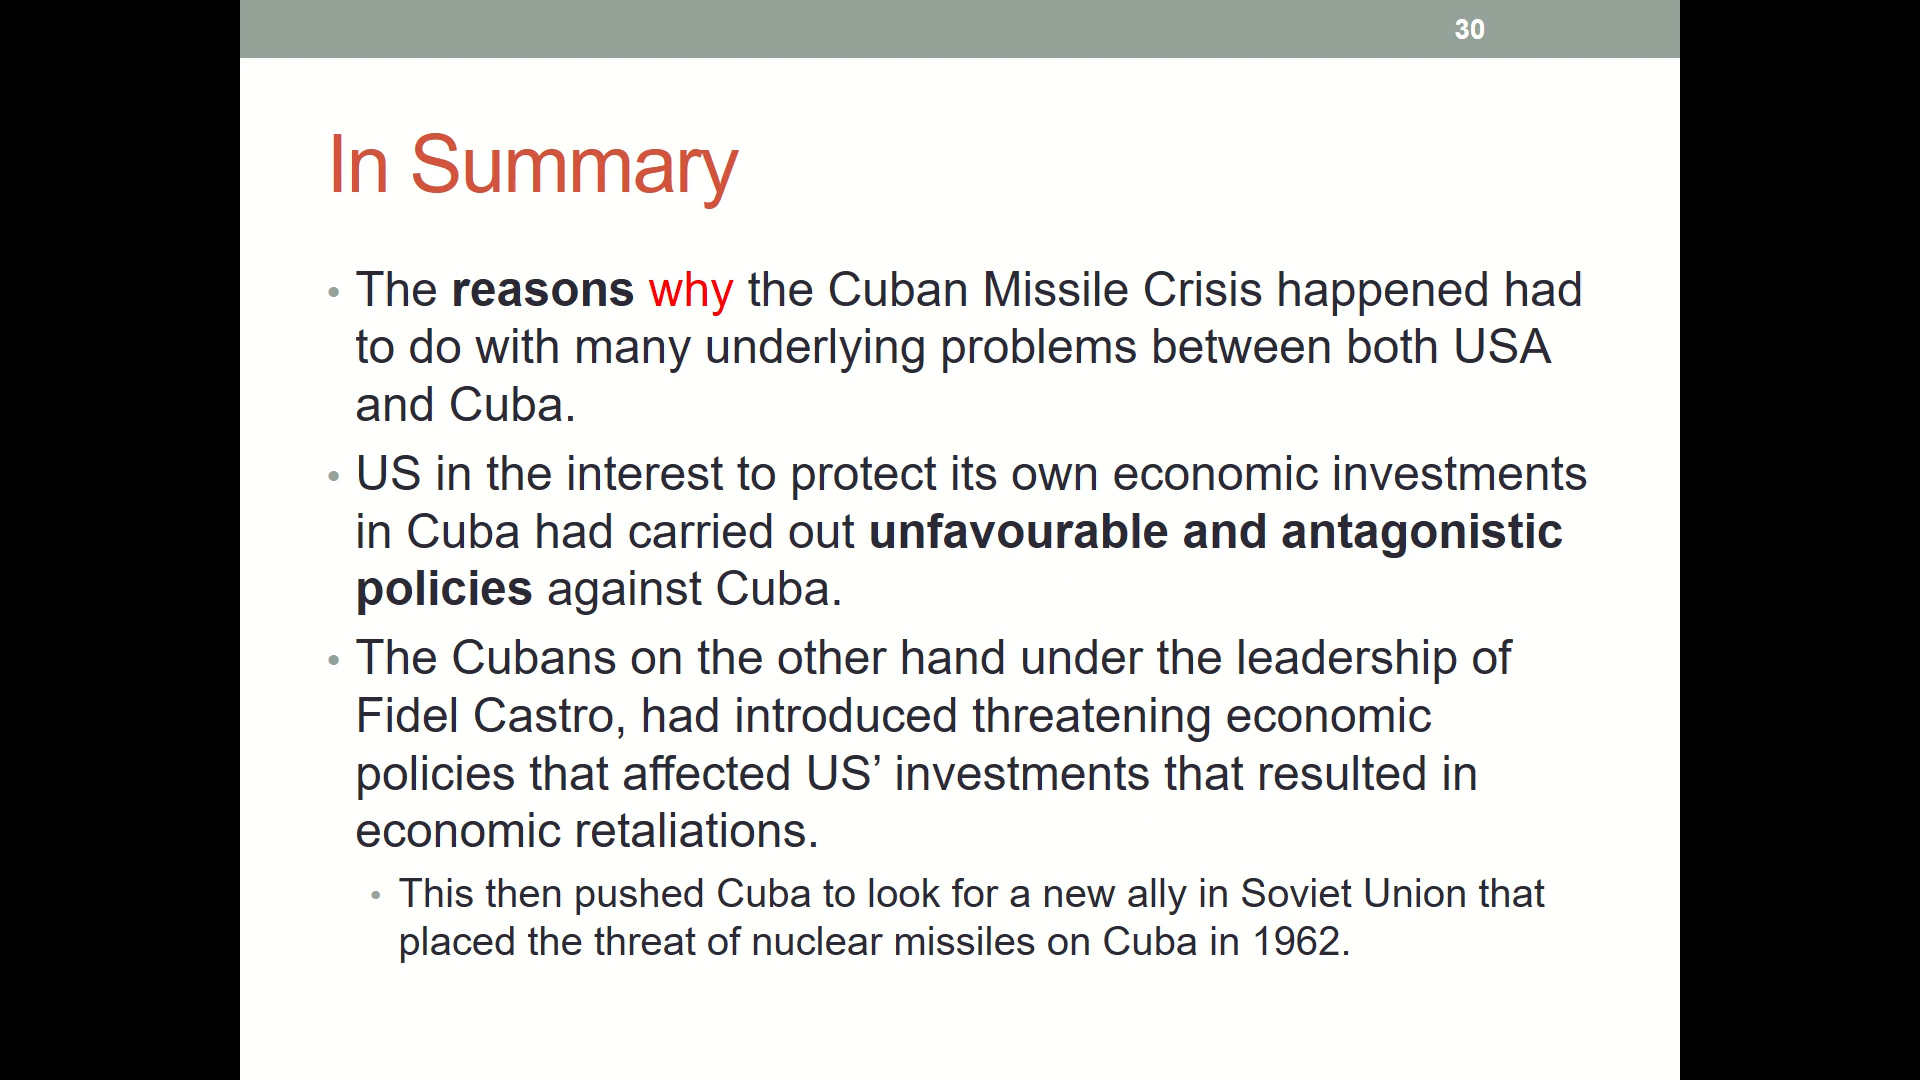 30
In Summary
• The reasons why the Cuban Missile Crisis happened had
to do with many underlying problems between both USA
and Cuba.
• US in the interest to protect its own economic investments
in Cuba had carried out unfavourable and antagonistic
policies against Cuba.
• The Cubans on the other hand under the leadership of
Fidel Castro, had introduced threatening economic
policies that affected US’ investments that resulted in
economic retaliations.
• This then pushed Cuba to look for a new ally in Soviet Union that
placed the threat of nuclear missiles on Cuba in 1962.